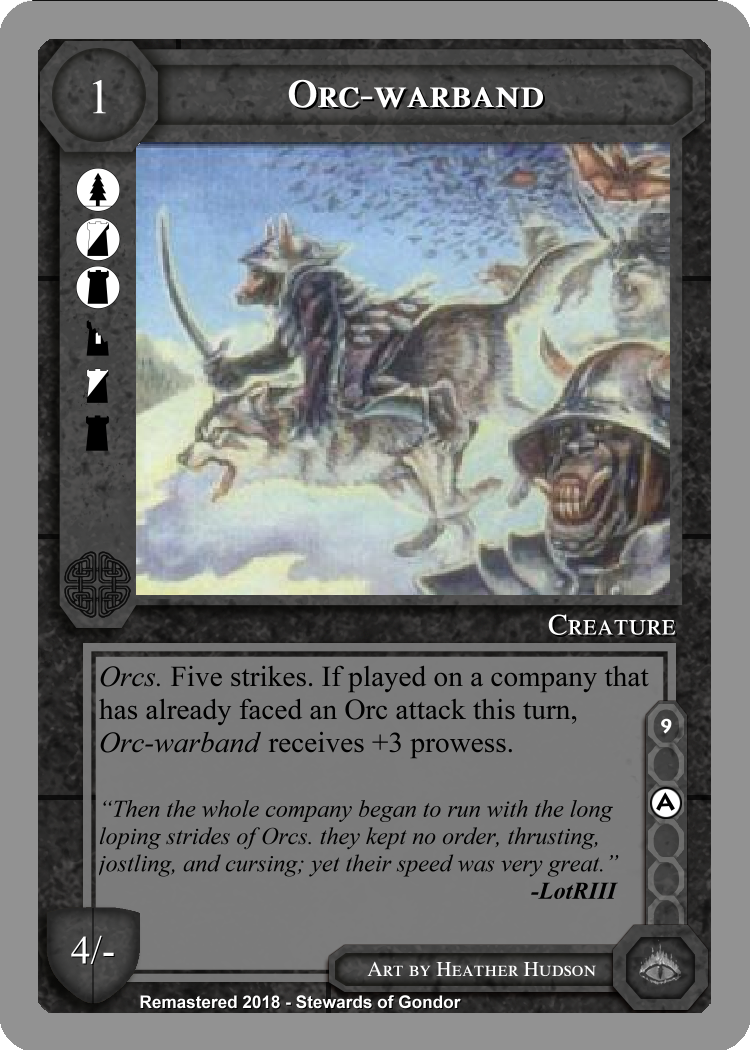 1
ORC-WARBAND
CREATURE
Orcs. Five strikes. If played on a company that
has already faced an Orc attack this turn,
Orc-warband receives +3 prowess.
9
“Then the whole company began to run with the long
A
loping strides of Orcs. they kept no order, thrusting,
jostling, and cursing; yet their speed was very great.”
-LotRIII
4/-
ART BY HEATHER HUDSON
Remastered 2018 - Stewards of Gondor